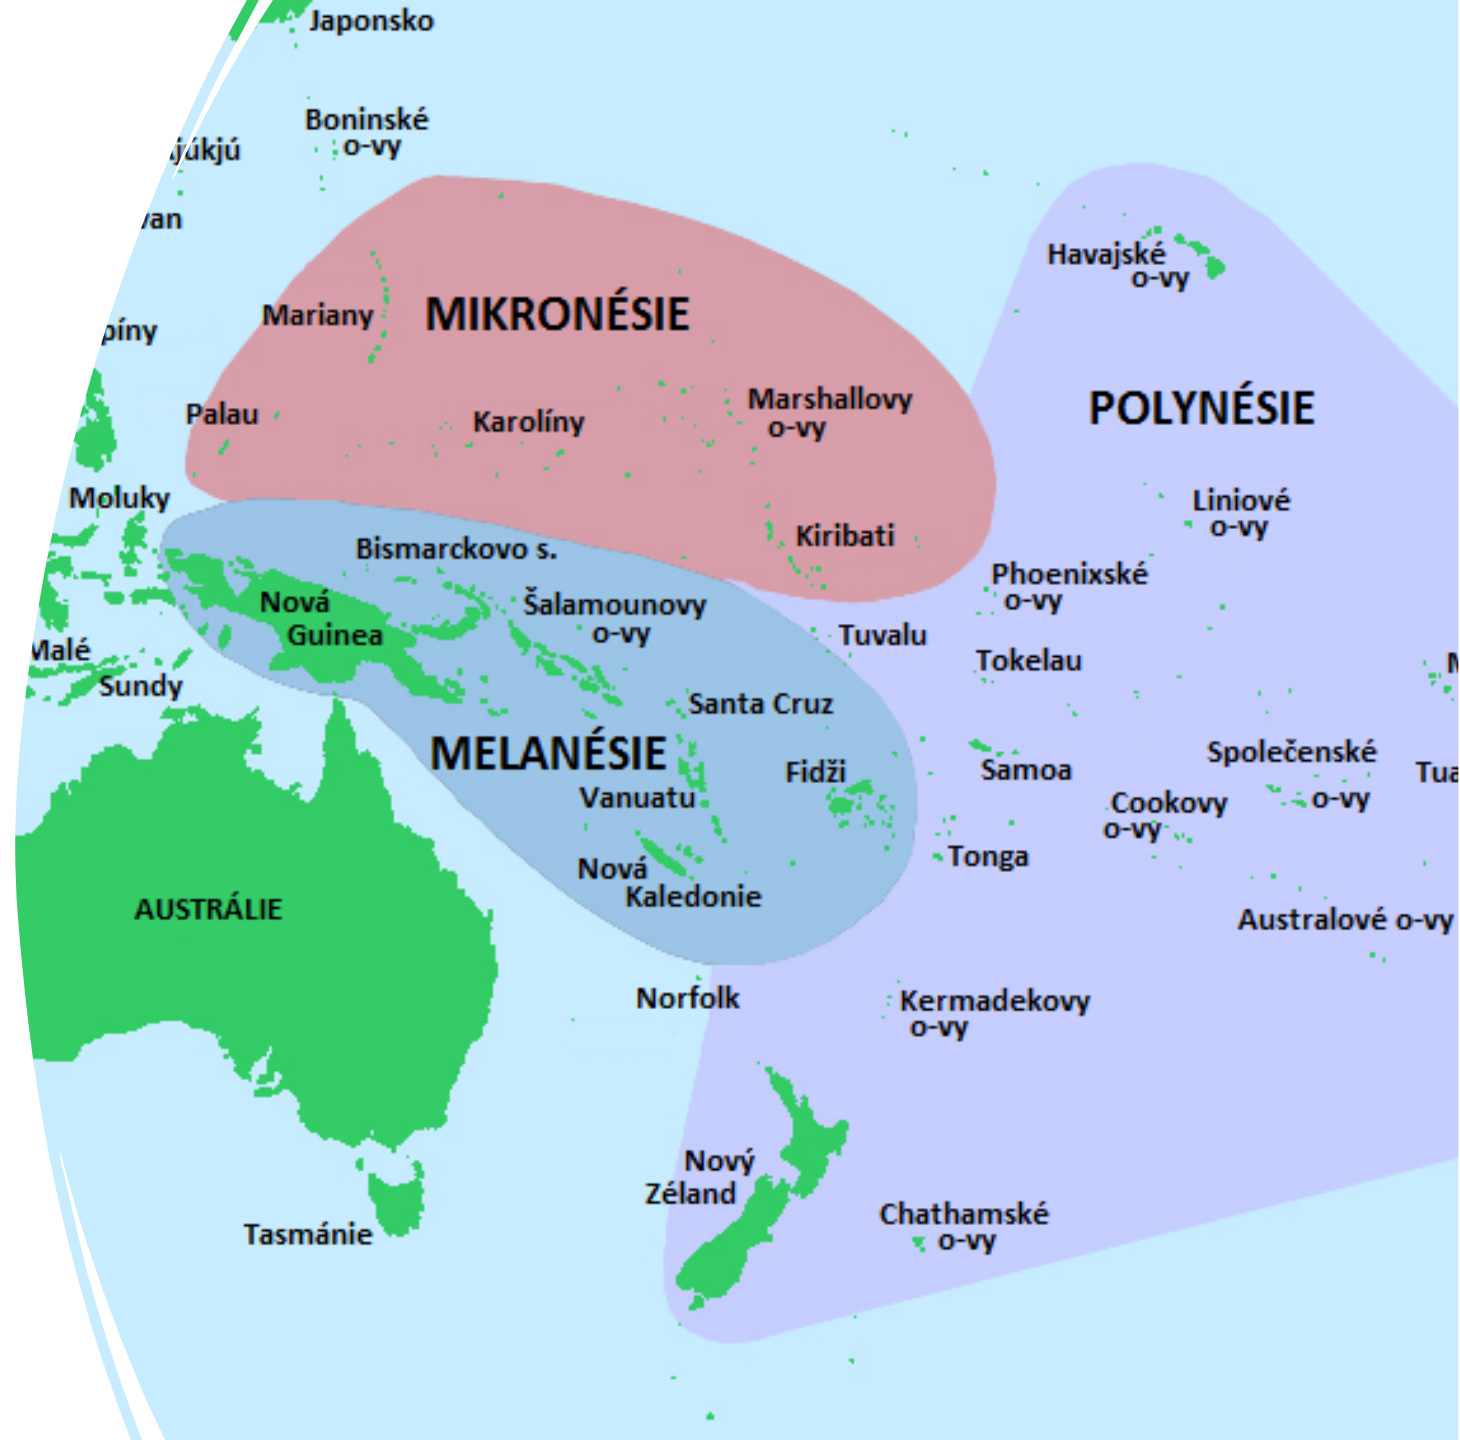 Japonsko
Boninské
o-vy
júkjú
van
Havajské
o-vy
Mariany
MIKRONÉSIE
píny
Palau
Karolíny
Marshallovy
o-vy
POLYNÉSIE
Moluky
Liniové
o-vy
Kiribati
Bismarckovo s.
Phoenixské
o-vy
Nová
Guinea
Šalamounovy
o-vy
Tuvalu
Malé
Sundy
Tokelau
Santa Cruz
MELANÉSIE
Fidži
Samoa
Společenské
o-vy
Tua
Vanuatu
Cookovy
o-vy
Tonga
Nová
Kaledonie
AUSTRÁLIE
Australové o-vy
Norfolk
Kermadekovy
o-vy
Nový
Zéland
Chathamské
o-vy
Tasmánie